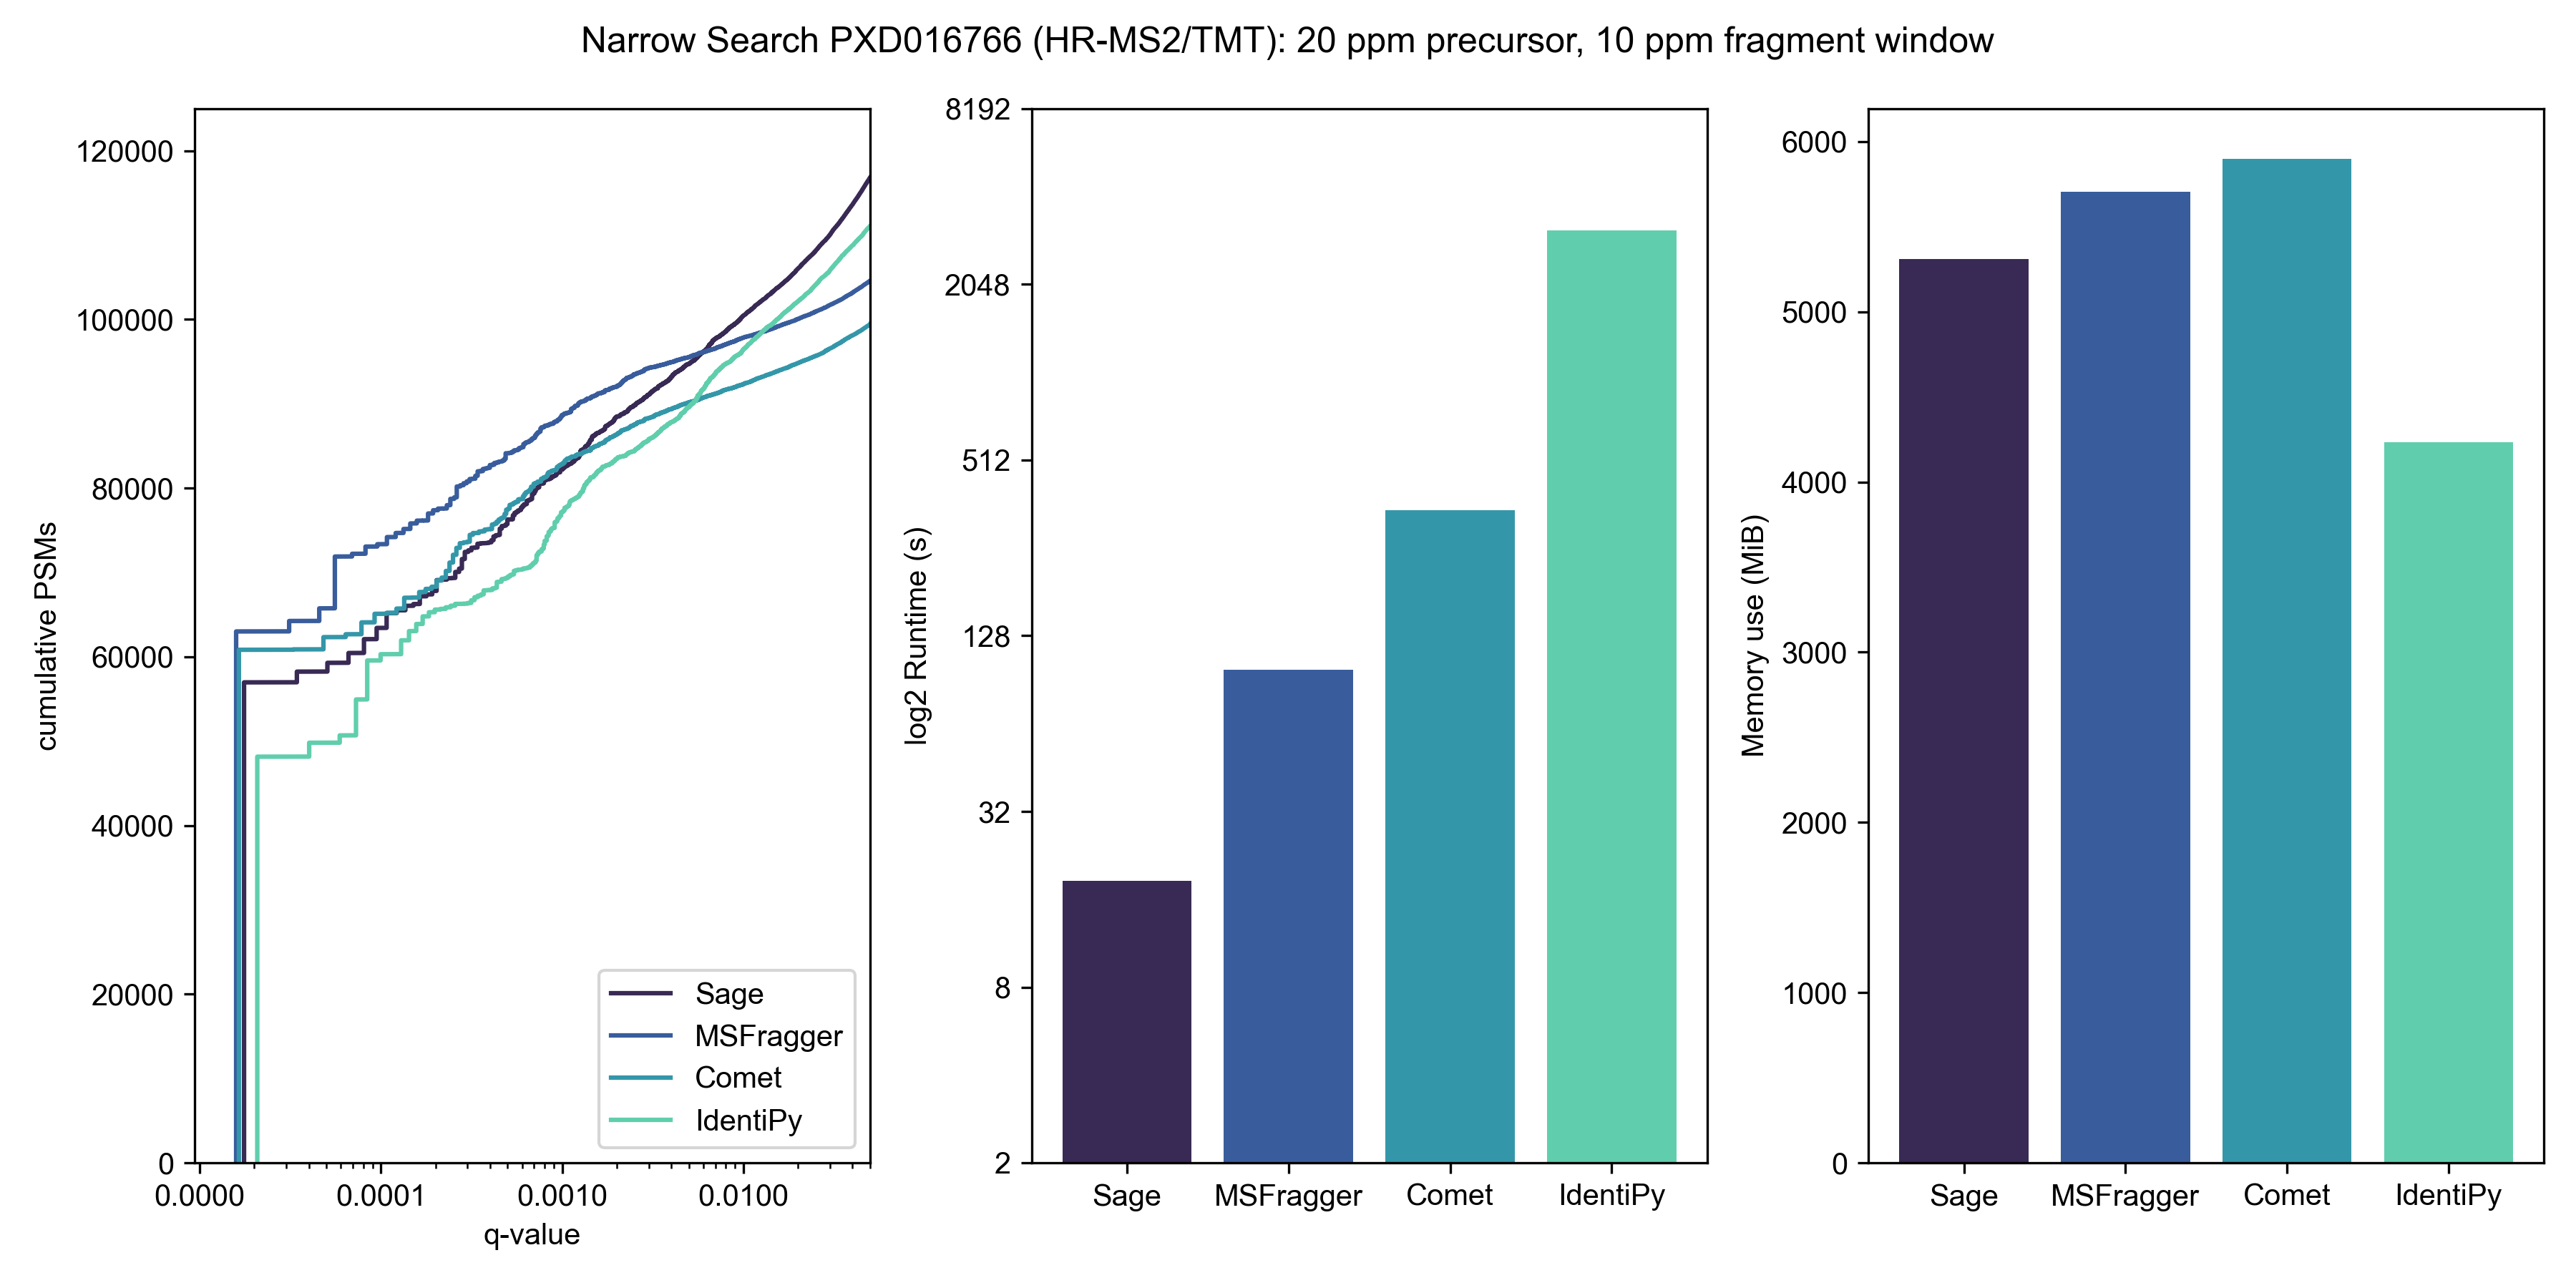 Narrow Search PXD016766 (HR-MS2/TMT): 20 ppm precursor, 10 ppm fragment window
cumulative PSMs
120000
100000
80000
60000
40000
20000
0
0.0000 0.0001 0.0010 0.0100
q-value
Sage
MSFragger
Comet
IdentiPy
log2 Runtime (s)
8192
2048
512
128
32
8
2
Sage MSFragger Comet IdentiPy
Memory use (MiB)
6000
5000
4000
3000
2000
1000
0
Sage MSFragger Comet IdentiPy